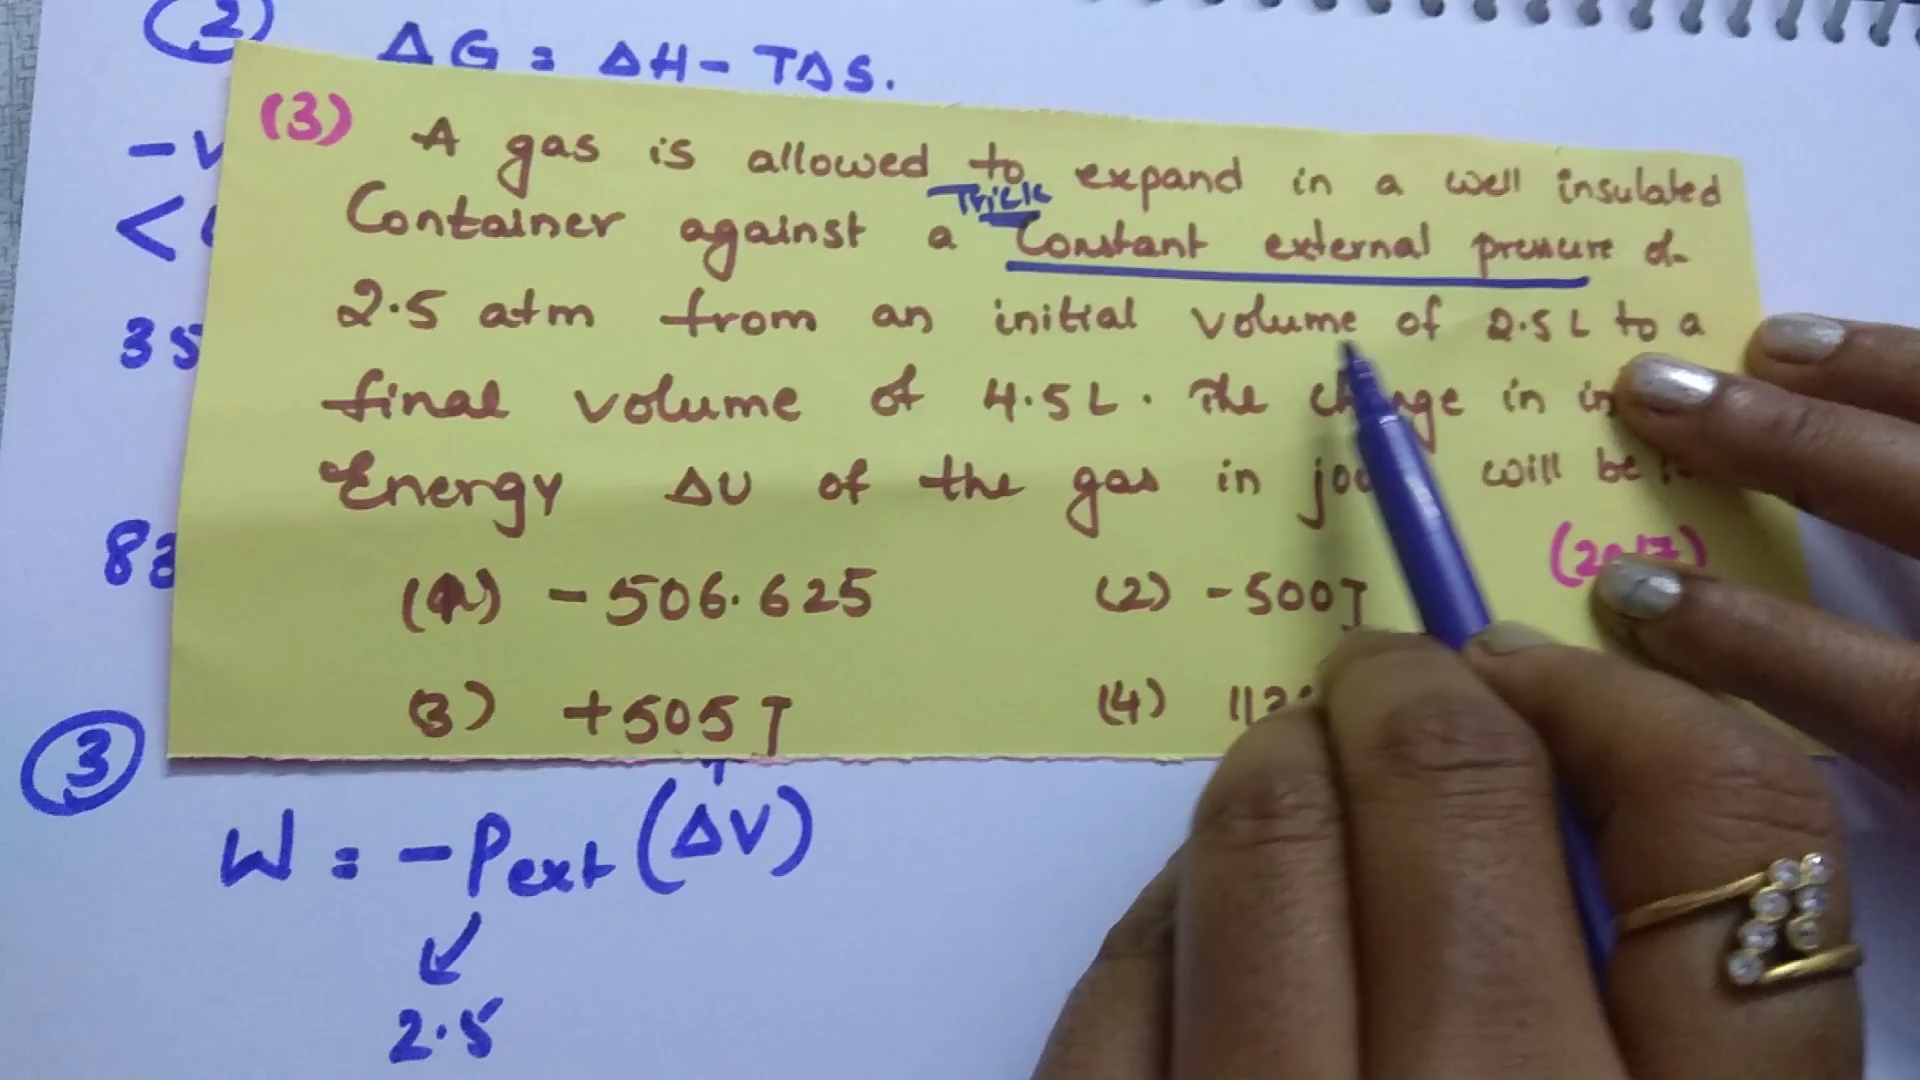 (2)
ΔG = ΔH - TΔS.
(3) A gas is allowed to expand in a well insulated
Trick
Container against a Constant external pressure of
2.5 atm from an initial volume of 2.5 L to a
final volume of 4.5 L. The change in in
Energy ΔU of the gas in will be
(1) - 506.625 (2) - 500J
(3) + 505 J (4)
35
3
W = - Pext (ΔV)
2.5